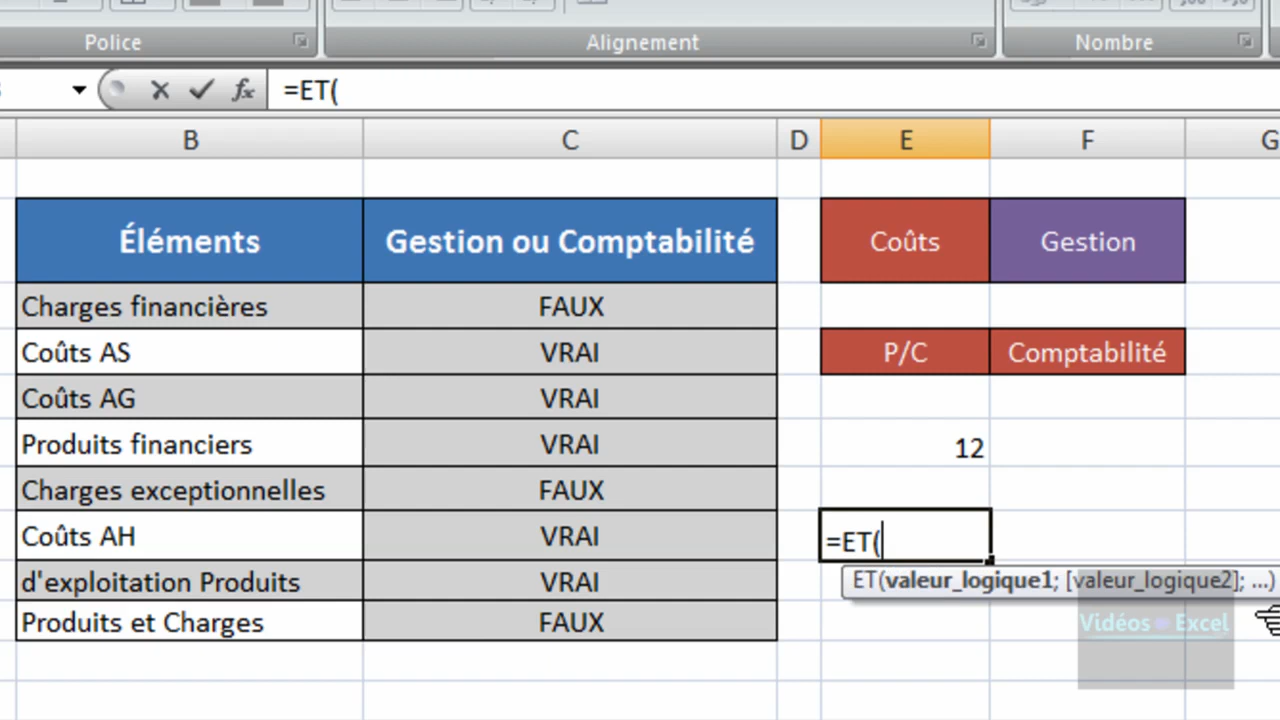 Police Alignement Nombre
=ET(
B C D E F G
Éléments Gestion ou Comptabilité Coûts Gestion
Charges financières FAUX
Coûts AS VRAI P/C Comptabilité
Coûts AG VRAI
Produits financiers VRAI 12
Charges exceptionnelles FAUX
Coûts AH VRAI =ET(
d'exploitation Produits VRAI ET(valeur_logique1; [valeur_logique2]; ...)
Produits et Charges FAUX Vidéos Excel